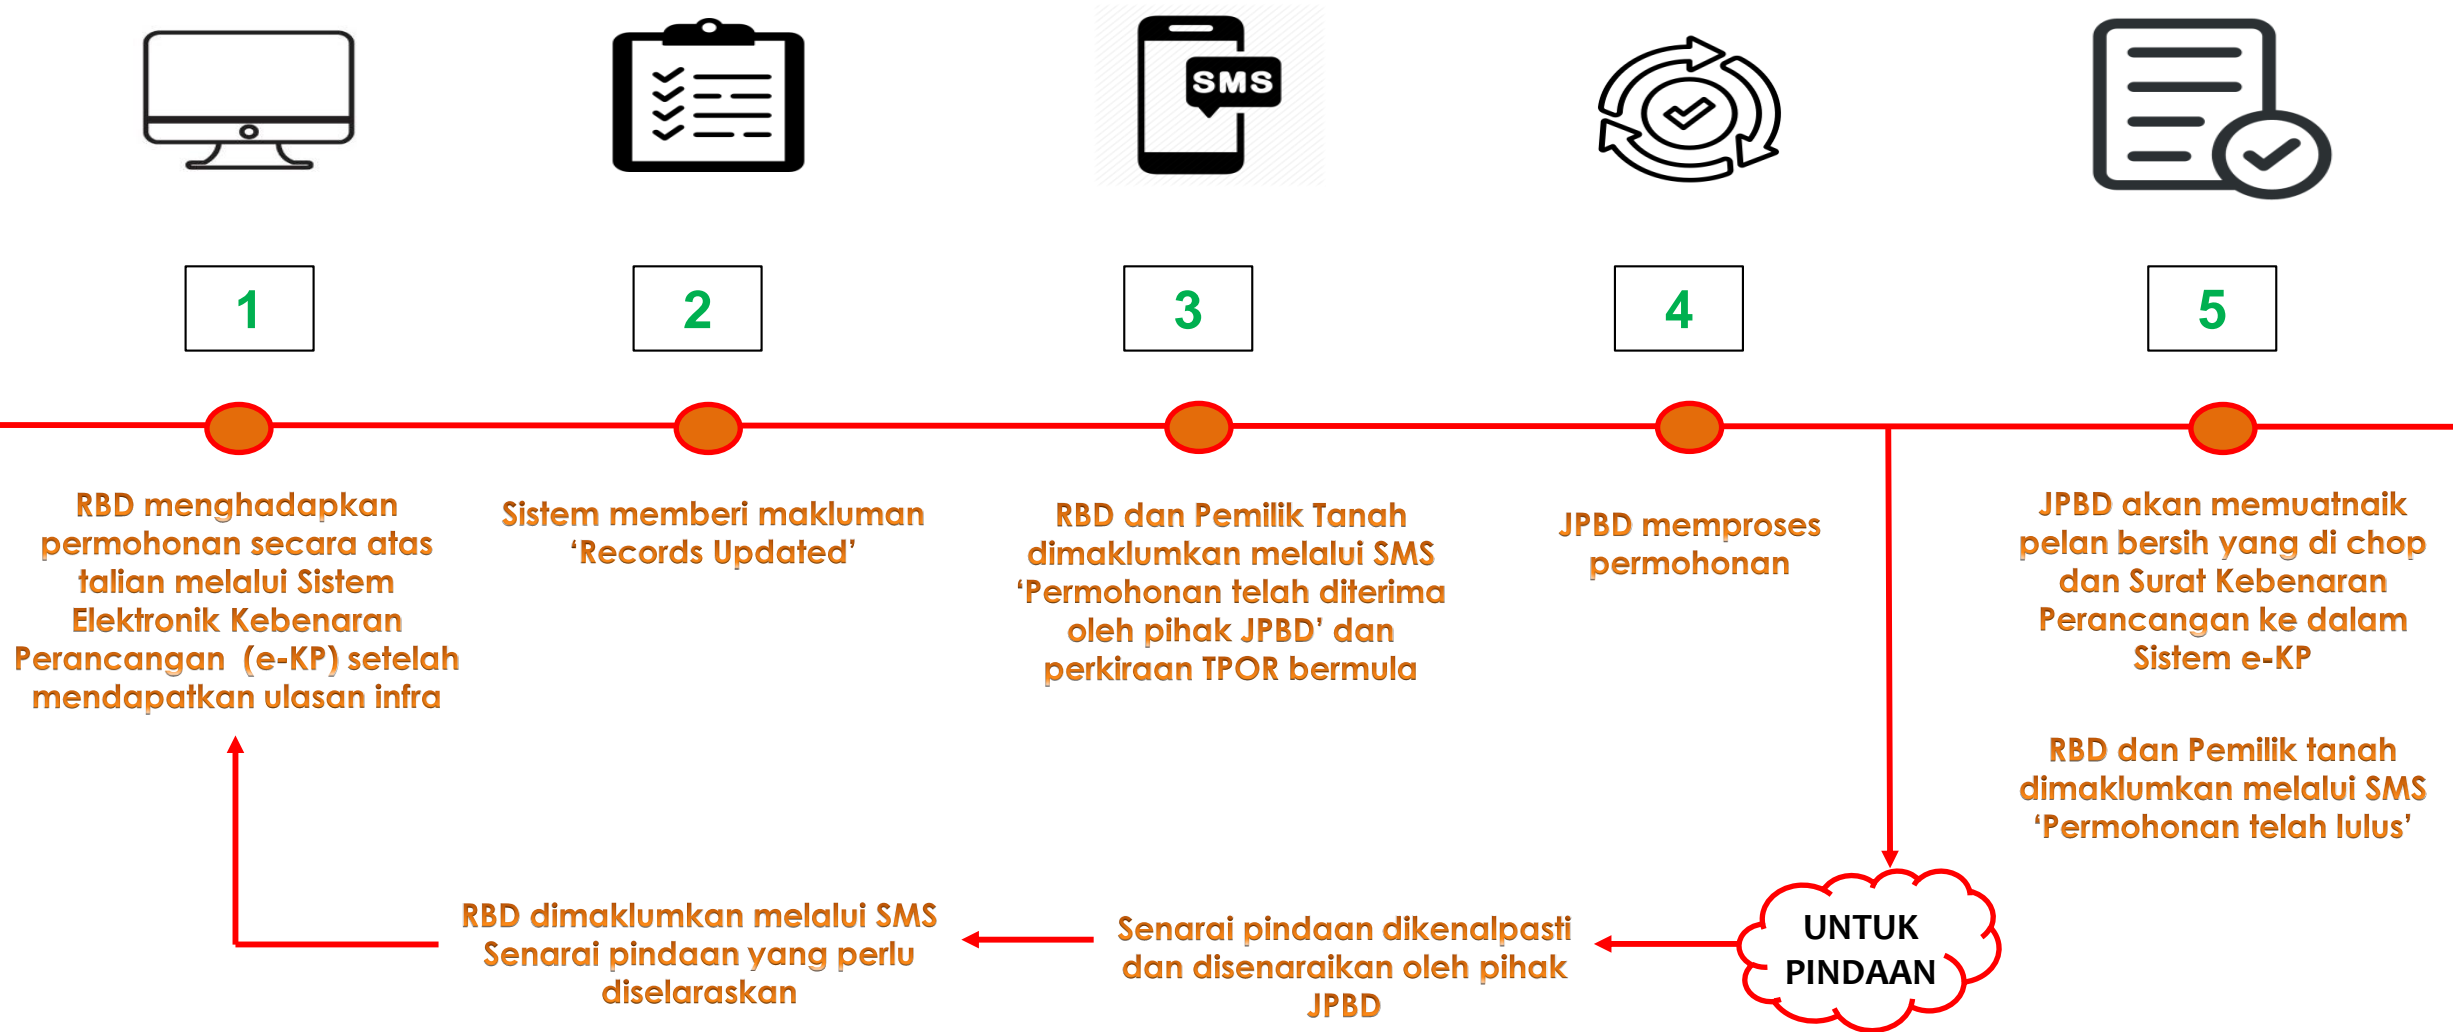 SMS
1
2
3
4
5
RBD menghadapkan
permohonan secara atas
talian melalui Sistem
Elektronik Kebenaran
Perancangan (e-KP) setelah
mendapatkan ulasan infra
Sistem memberi makluman
‘Records Updated’
RBD dan Pemilik Tanah
dimaklumkan melalui SMS
‘Permohonan telah diterima
oleh pihak JPBD’ dan
perkiraan TPOR bermula
JPBD memproses
permohonan
JPBD akan memuatnaik
pelan bersih yang di chop
dan Surat Kebenaran
Perancangan ke dalam
Sistem e-KP
RBD dan Pemilik tanah
dimaklumkan melalui SMS
‘Permohonan telah lulus’
UNTUK
PINDAAN
Senarai pindaan dikenalpasti
dan disenaraikan oleh pihak
JPBD
RBD dimaklumkan melalui SMS
Senarai pindaan yang perlu
diselaraskan